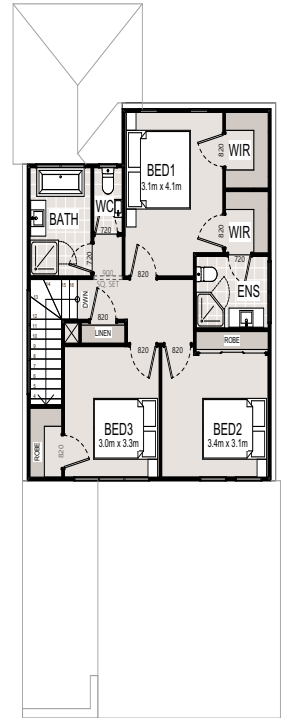 BED1
3.1m x 4.1m
820
WIR
820
WIR
BATH
WC
720
720
820
720
ENS
900
SQ. SET
DWN
820
LINEN
820
820
ROBE
BED3
3.0m x 3.3m
BED2
3.4m x 3.1m
ROBE
820